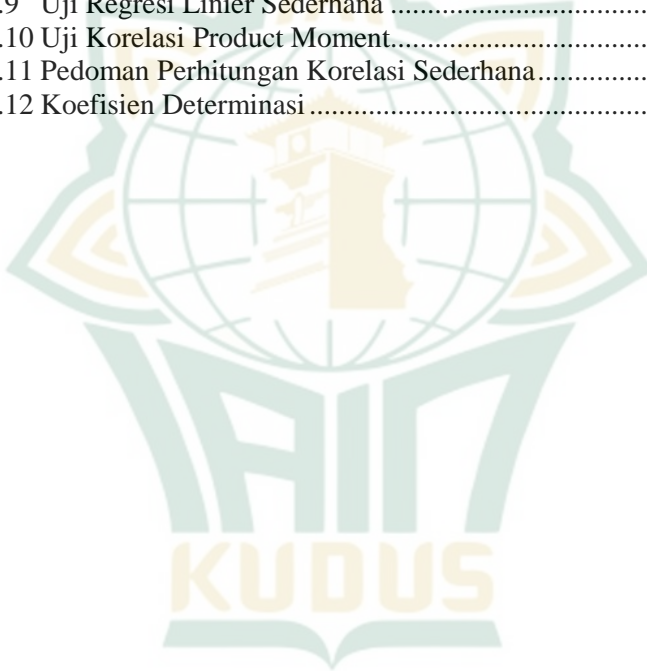 .9 Uji Regresi Linier Sederhana ..................................
.10 Uji Korelasi Product Moment..................................
.11 Pedoman Perhitungan Korelasi Sederhana...............
.12 Koefisien Determinasi .............................................
IAIN
KUDUS